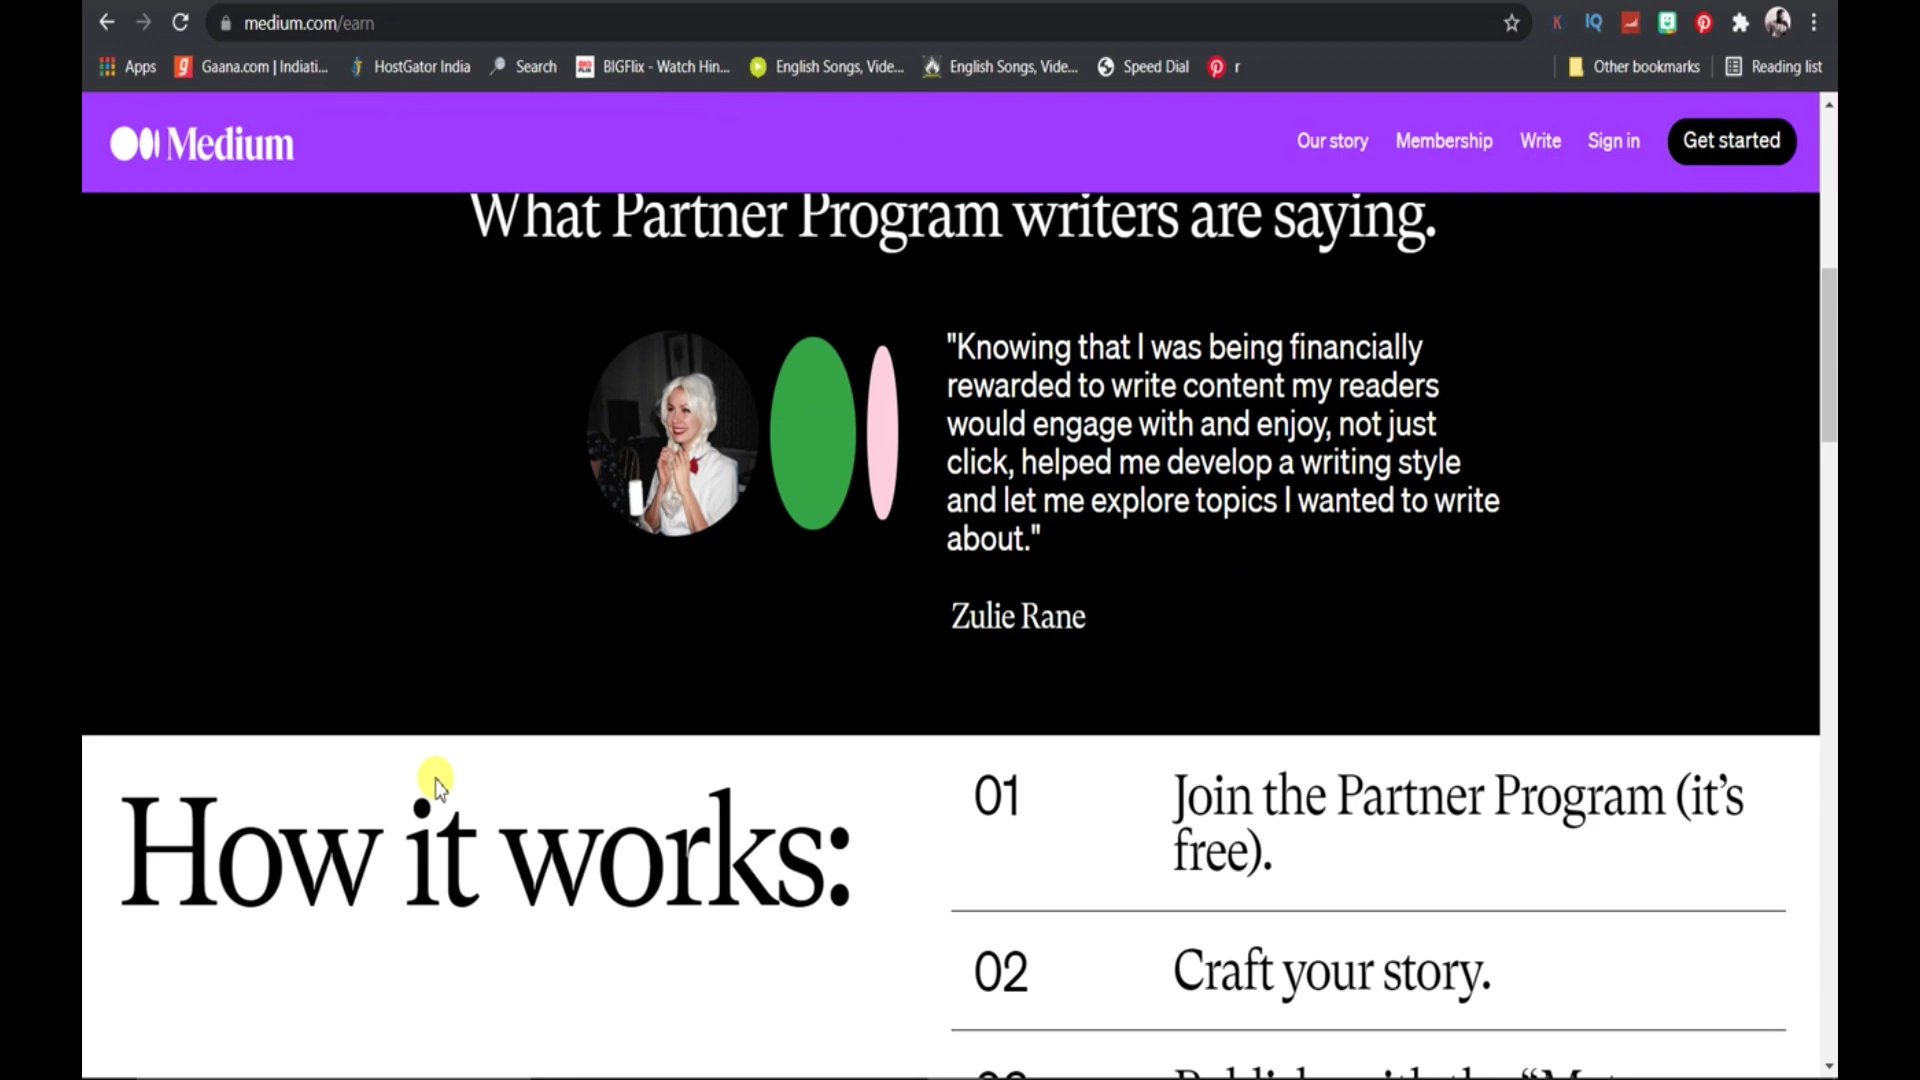 medium.com/earn
IQ
Apps
Gaana.com | Indiati...
HostGator India
Search
BIGFlix - Watch Hin...
English Songs, Vide...
English Songs, Vide...
Speed Dial
r
Other bookmarks
Reading list
Medium
Our story
Membership
Write
Sign in
Get started
What Partner Program writers are saying.
"Knowing that I was being financially
rewarded to write content my readers
would engage with and enjoy, not just
click, helped me develop a writing style
and let me explore topics I wanted to write
about."
Zulie Rane
How it works:
01
Join the Partner Program (it's
free).
02
Craft your story.